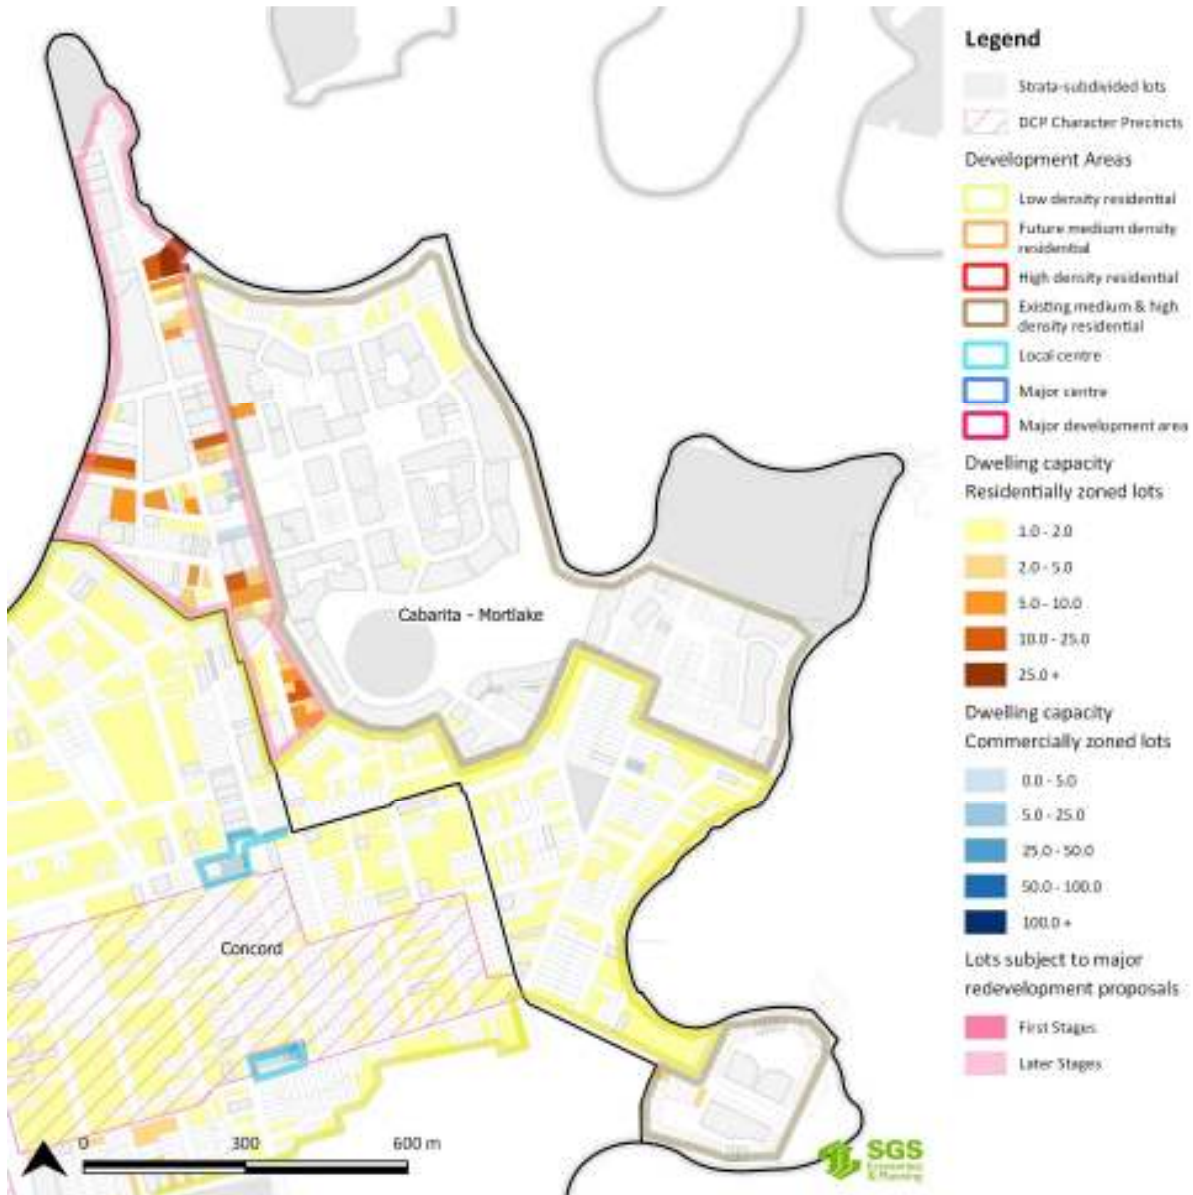 Legend
Strata-subdivided lots
DCP Character Precincts
Development Areas
Low density residential
Future medium density
residential
High density residential
Existing medium & high
density residential
Local centre
Major centre
Major development area
Dwelling capacity
Residentially zoned lots
1.0 - 2.0
2.0 - 5.0
5.0 - 10.0
10.0 - 25.0
25.0 +
Dwelling capacity
Commercially zoned lots
0.0 - 5.0
5.0 - 25.0
25.0 - 50.0
50.0 - 100.0
100.0 +
Lots subject to major
redevelopment proposals
First Stages
Later Stages
Cabarita - Mortlake
Concord
0 300 600 m
SGS
Economics
& Planning